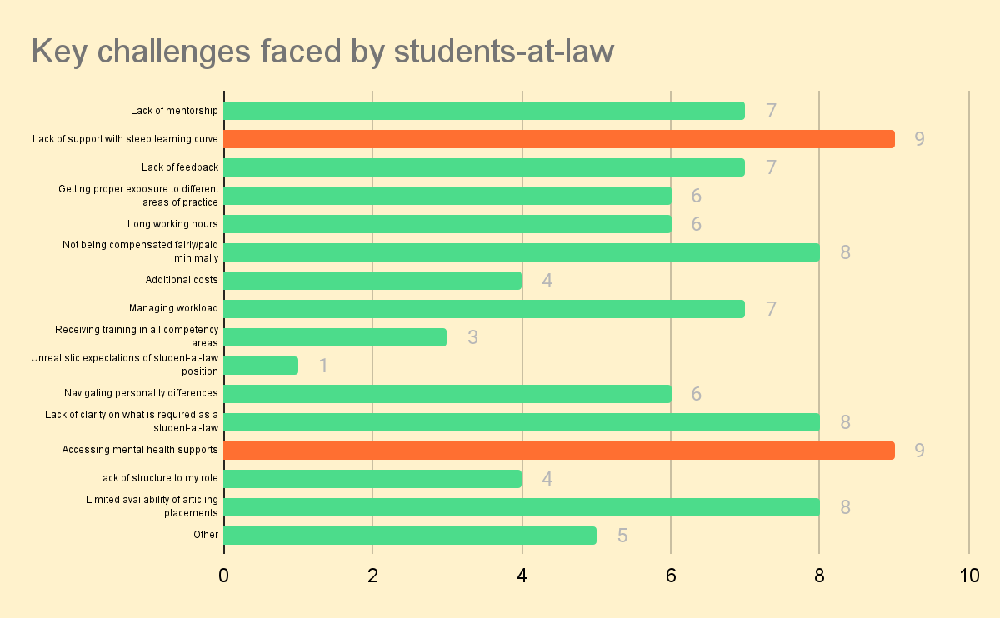 Key challenges faced by students-at-law
Lack of mentorship
7
Lack of support with steep learning curve
9
Lack of feedback
7
Getting proper exposure to different
areas of practice
6
Long working hours
6
Not being compensated fairly/paid
minimally
8
Additional costs
4
Managing workload
7
Receiving training in all competency
areas
3
Unrealistic expectations of student-at-law
position
1
Navigating personality differences
6
Lack of clarity on what is required as a
student-at-law
8
Accessing mental health supports
9
Lack of structure to my role
4
Limited availability of articling
placements
8
Other
5
0 2 4 6 8 10